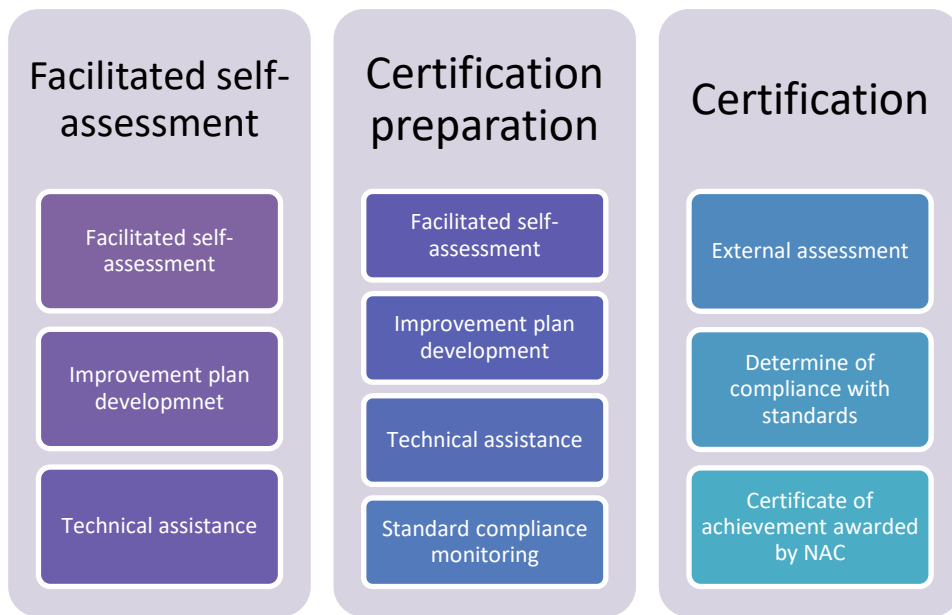 Facilitated self-
assessment
Facilitated self-
assessment
Improvement plan
developmnet
Technical assistance
Certification
preparation
Facilitated self-
assessment
Improvement plan
development
Technical assistance
Standard compliance
monitoring
Certification
External assessment
Determine of
compliance with
standards
Certificate of
achievement awarded
by NAC